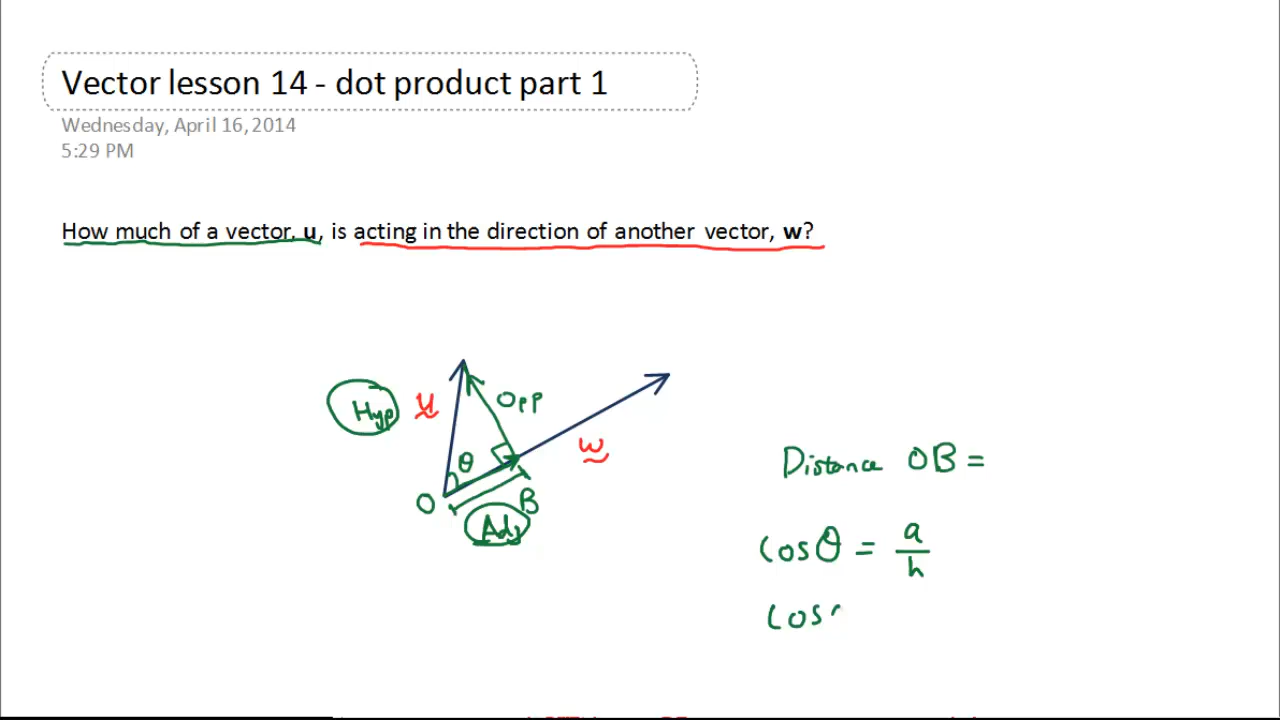 Vector lesson 14 - dot product part 1
Wednesday, April 16, 2014
5:29 PM
How much of a vector, u, is acting in the direction of another vector, w?
Hyp
u
Opp
θ
w
O
B
Adj
Distance OB =
cosθ = a/h
cos